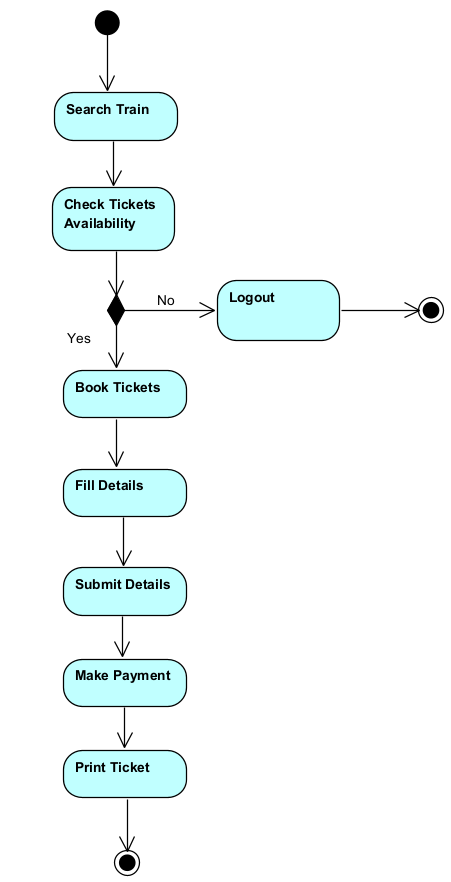 Search Train
Check Tickets
Availability
No
Logout
Yes
Book Tickets
Fill Details
Submit Details
Make Payment
Print Ticket